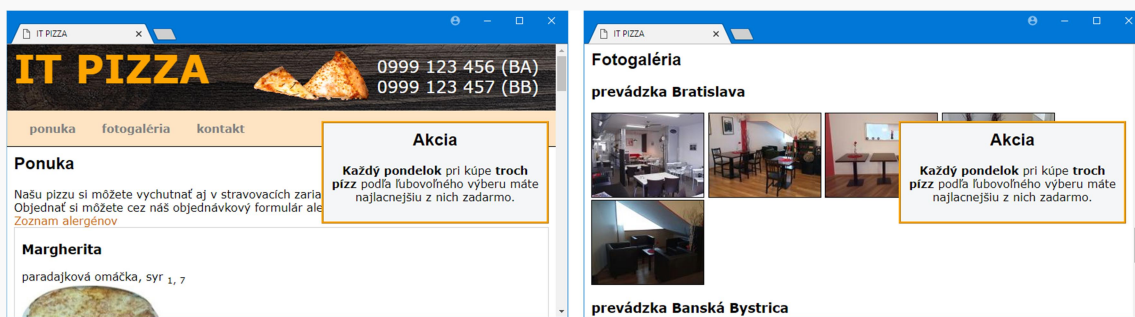 IT PIZZA
IT PIZZA
0999 123 456 (BA)
0999 123 457 (BB)
ponuka fotogaléria kontakt
Akcia
Každý pondelok pri kúpe troch
pízz podľa ľubovoľného výberu máte
najlacnejšiu z nich zadarmo.
Ponuka
Našu pizzu si môžete vychutnať aj v stravovacích zaria
Objednať si môžete cez náš objednávkový formulár ale
Zoznam alergénov
Margherita
paradajková omáčka, syr 1, 7
IT PIZZA
Fotogaléria
prevádzka Bratislava
Akcia
Každý pondelok pri kúpe troch
pízz podľa ľubovoľného výberu máte
najlacnejšiu z nich zadarmo.
prevádzka Banská Bystrica